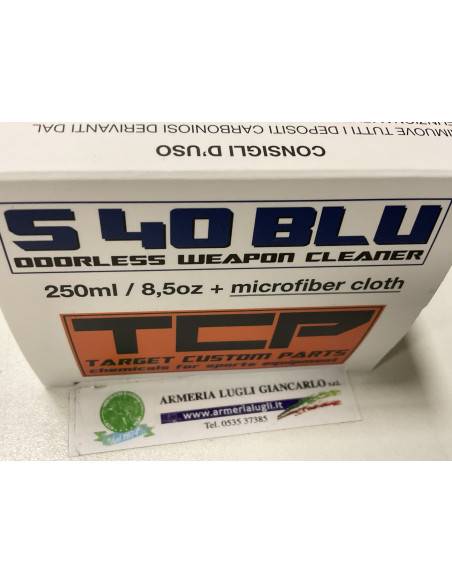 RIMUOVE TUTTI I DEPOSITI CARBONIOSI DERIVANTI DAL
CONSIGLI D'USO
S 40 BLU
ODORLESS WEAPON CLEANER
250ml / 8,5oz + microfiber cloth
TCP
TARGET CUSTOM PARTS
chemicals for sports equipment
ARMERIA LUGLI GIANCARLO srl
www.armerialugli.it
Tel. 0535 37385